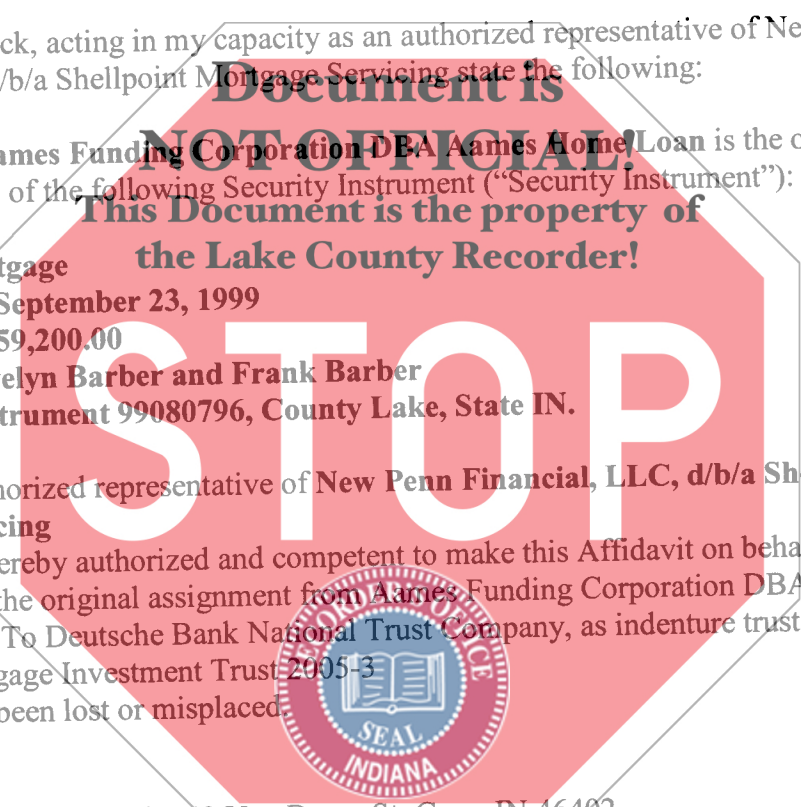 ck, acting in my capacity as an authorized representative of Ne
/b/a Shellpoint Mortgage Servicing state the following:
Document is
NOT OFFICIAL!
ames Funding Corporation DBA Aames Home Loan is the o
of the following Security Instrument (“Security Instrument”):
This Document is the property of
the Lake County Recorder!
tgage
September 23, 1999
59,200.00
elyn Barber and Frank Barber
trument 99080796, County Lake, State IN.
STOP
horized representative of New Penn Financial, LLC, d/b/a Sh
cing
ereby authorized and competent to make this Affidavit on beha
the original assignment from Aames Funding Corporation DBA
To Deutsche Bank National Trust Company, as indenture trust
gage Investment Trust 2005-3
been lost or misplaced.
RECORDER'S OFFICE
SEAL
INDIANA
IN 46402